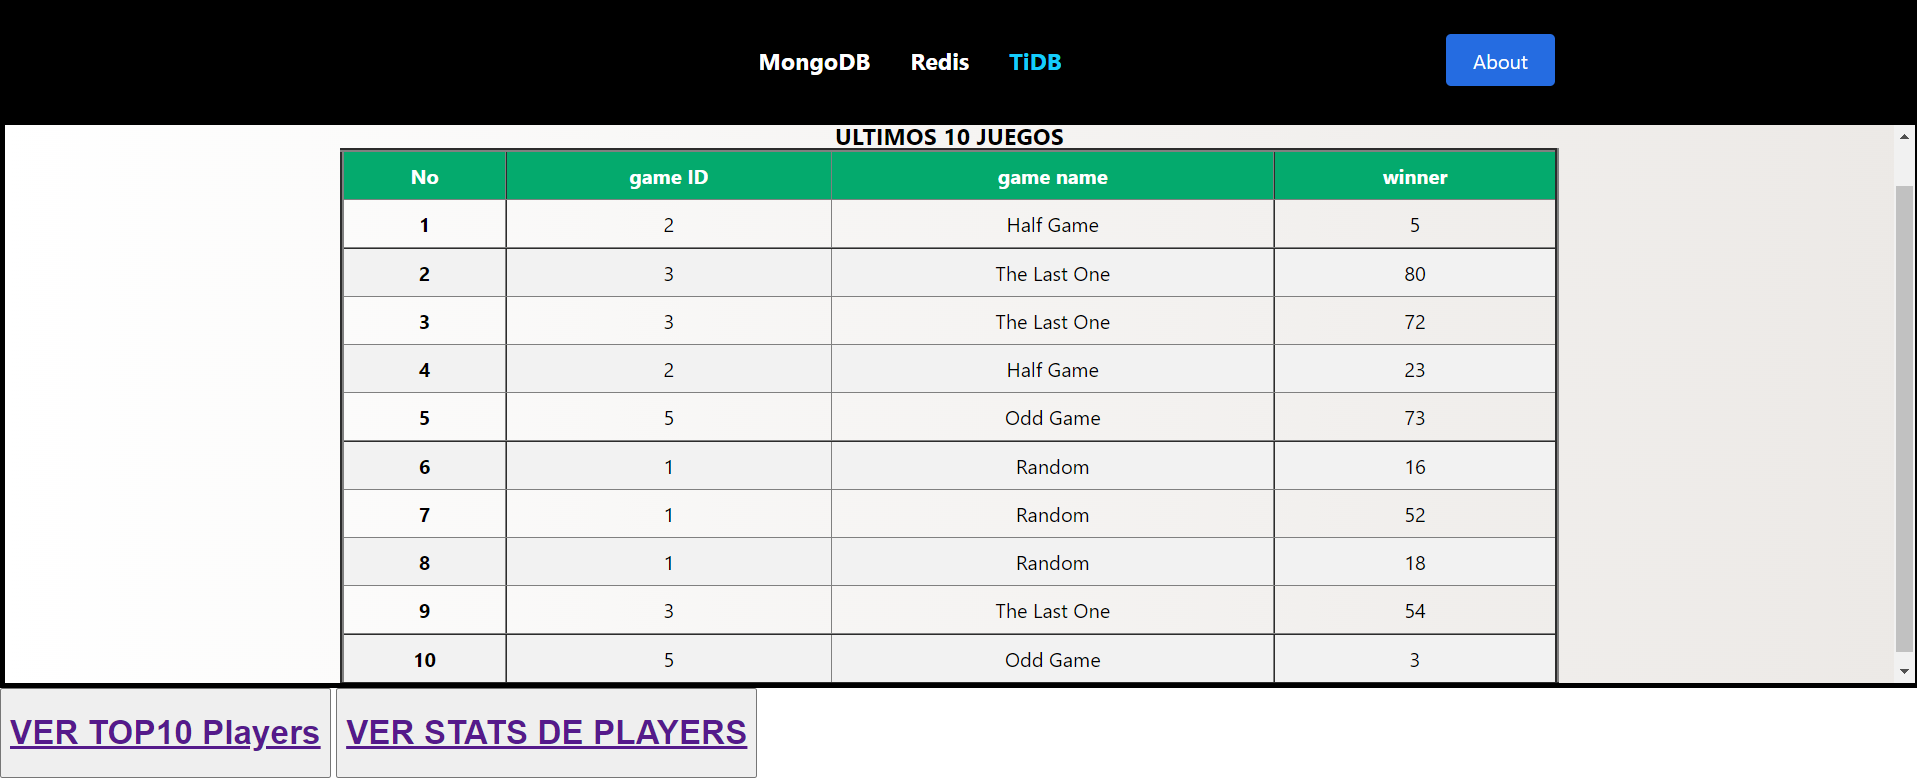 MongoDB Redis TiDB About
ULTIMOS 10 JUEGOS
No game ID game name winner
1 2 Half Game 5
2 3 The Last One 80
3 3 The Last One 72
4 2 Half Game 23
5 5 Odd Game 73
6 1 Random 16
7 1 Random 52
8 1 Random 18
9 3 The Last One 54
10 5 Odd Game 3
VER TOP10 Players VER STATS DE PLAYERS